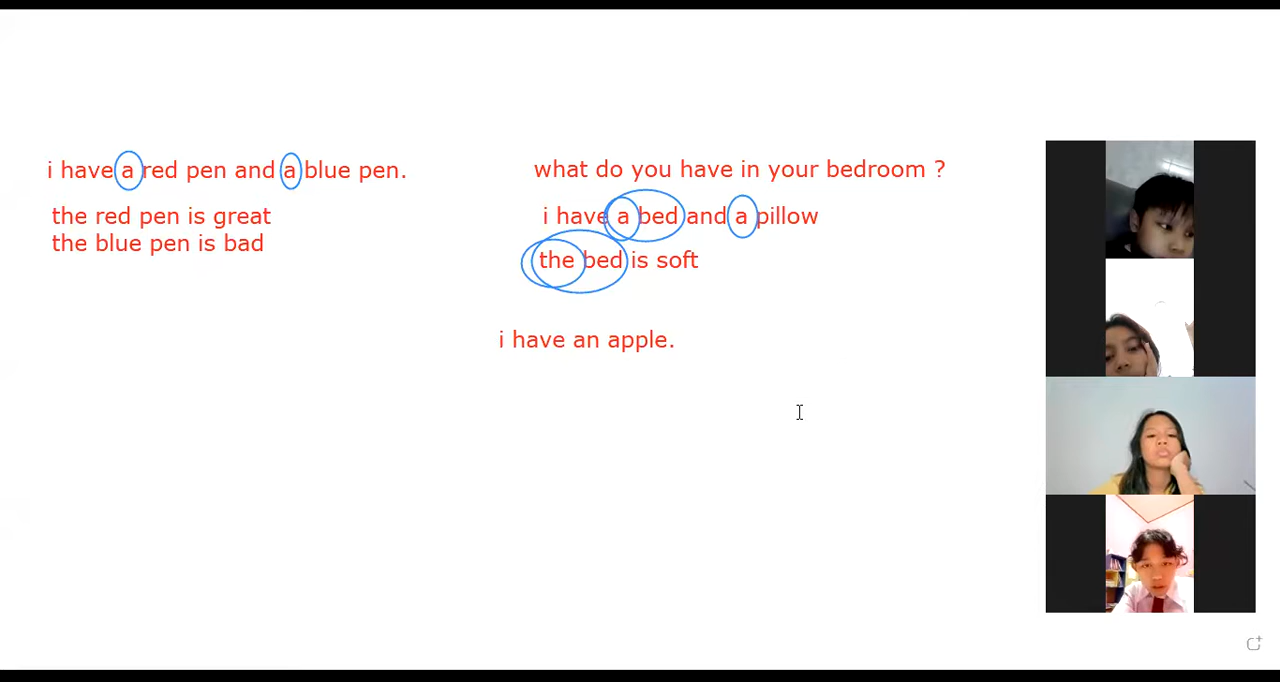 i have a red pen and a blue pen.
the red pen is great
the blue pen is bad
what do you have in your bedroom ?
i have a bed and a pillow
the bed is soft
i have an apple.